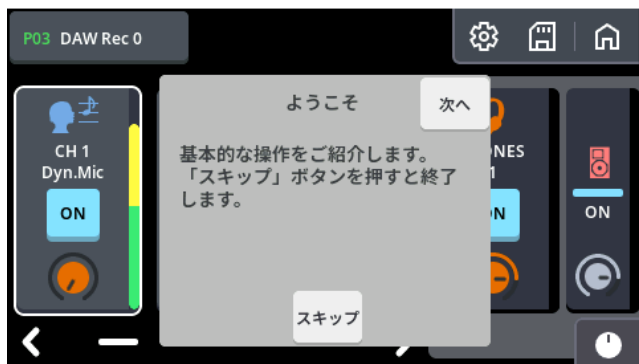 P03 DAW Rec 0
ようこそ
次へ
基本的な操作をご紹介します。
「スキップ」ボタンを押すと終了
します。
スキップ
CH 1
Dyn.Mic
ON
NES
1
N
ON